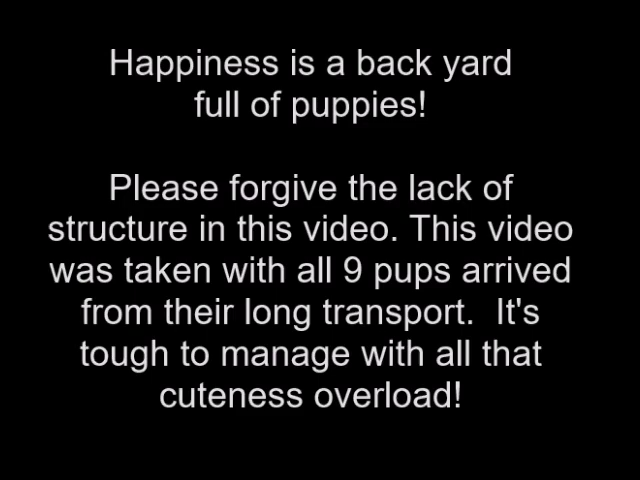 Happiness is a back yard
full of puppies!
Please forgive the lack of
structure in this video. This video
was taken with all 9 pups arrived
from their long transport.  It's
tough to manage with all that
cuteness overload!